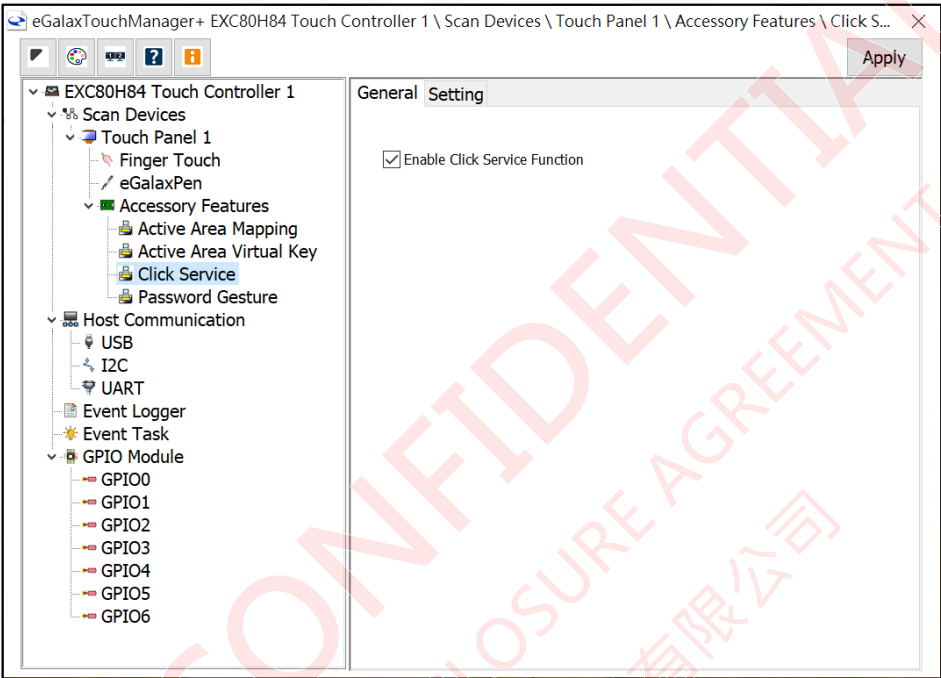 eGalaxTouchManager+ EXC80H84 Touch Controller 1 \ Scan Devices \ Touch Panel 1 \ Accessory Features \ Click S...
Apply
EXC80H84 Touch Controller 1
Scan Devices
Touch Panel 1
Finger Touch
eGalaxPen
Accessory Features
Active Area Mapping
Active Area Virtual Key
Click Service
Password Gesture
Host Communication
USB
I2C
UART
Event Logger
Event Task
GPIO Module
GPIO0
GPIO1
GPIO2
GPIO3
GPIO4
GPIO5
GPIO6
General Setting
Enable Click Service Function
CONFIDENTIAL
LOSURE AGREEMENT
有限公司